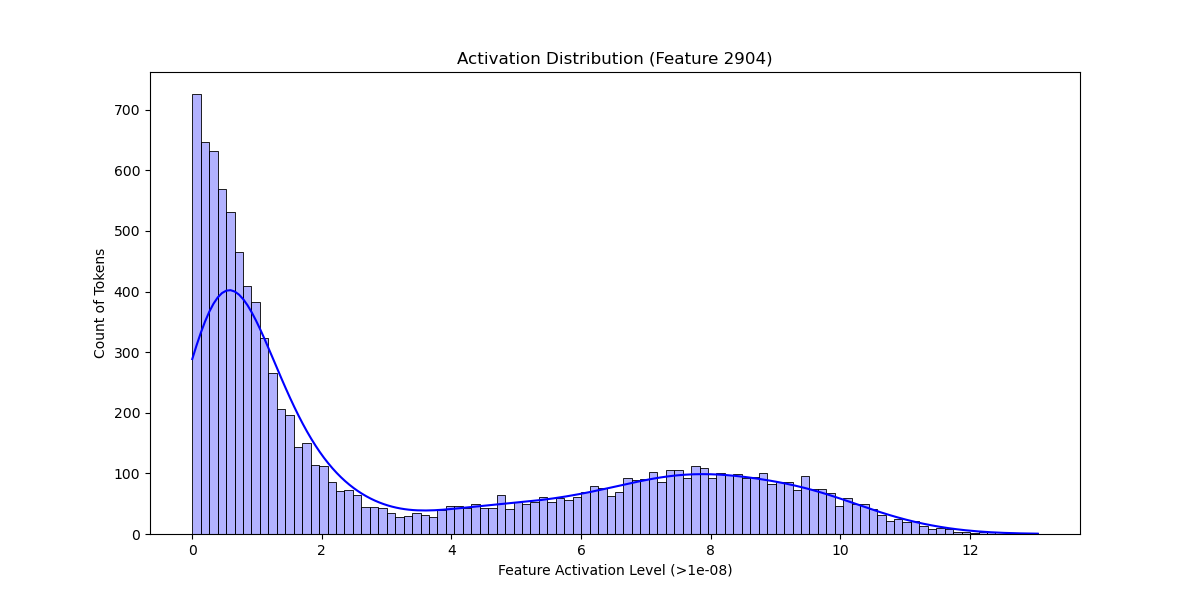 Activation Distribution (Feature 2904)
700
600
500
400
300
200
100
0
Count of Tokens
0 2 4 6 8 10 12
Feature Activation Level (>1e-08)